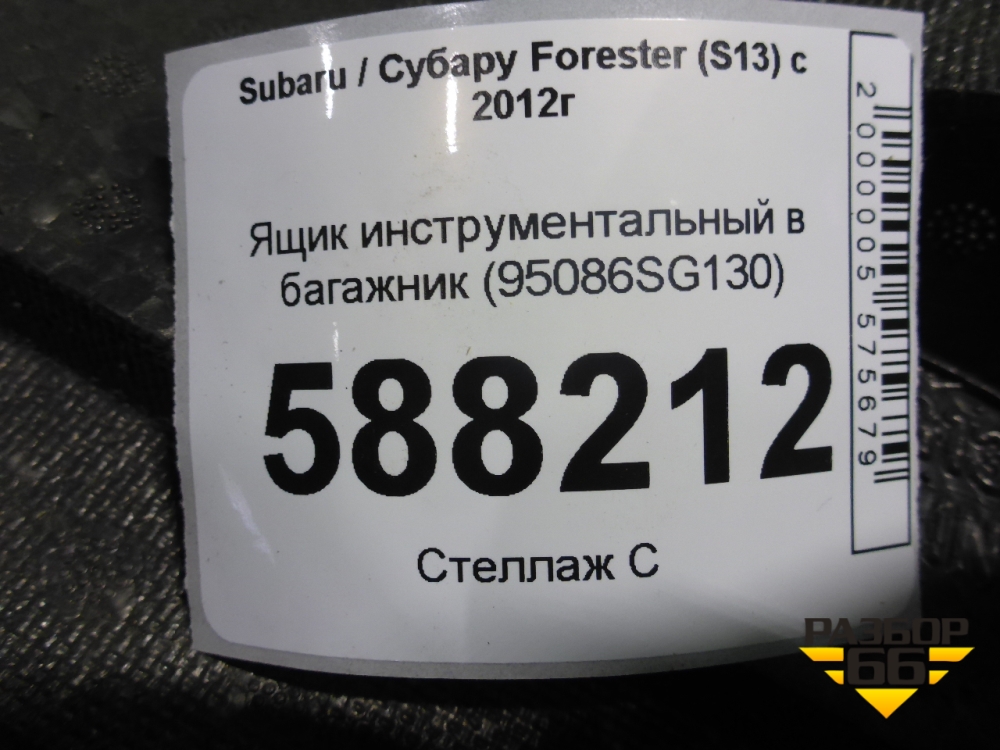 Subaru / Субару Forester (S13) с
2012г
Ящик инструментальный в
багажник (95086SG130)
588212
Стеллаж С
2000005575679
РАЗБОР
66